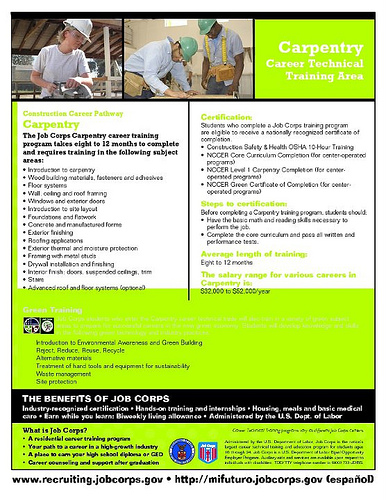 Carpentry
Career Technical
Training Area
Construction Career Pathway
Carpentry
The Job Corps Carpentry career training
program takes eight to 12 months to complete
and requires training in the following subject
areas:
• Introduction to carpentry
• Wood building materials, fasteners and adhesives
• Floor systems
• Wall, ceiling and roof framing
• Windows and exterior doors
• Introduction to site layout
• Foundations and flatwork
• Concrete and manufactured forms
• Exterior finishing
• Roofing applications
• Exterior thermal and moisture protection
• Framing with metal studs
• Drywall installation and finishing
• Interior finish: doors, suspended ceilings, trim
• Stairs
• Advanced roof and floor systems (optional)
Certification:
Students who complete a Job Corps training program
are eligible to receive a nationally recognized certificate of
completion.
• Construction Safety & Health OSHA 10-Hour Training
• NCCER Core Curriculum Completion (for center-operated
programs)
• NCCER Level 1 Carpentry Completion (for center-
operated programs)
• NCCER Green Certificate of Completion (for center-
operated programs)
Steps to certification:
Before completing a Carpentry training program, students should:
• Have the basic math and reading skills necessary to
perform the job.
• Complete the core curriculum and pass all written and
performance tests.
Average length of training:
Eight to 12 months
The salary range for various careers in
Carpentry is:
$32,000 to $52,000/year
Green Training
Introduction to Environmental Awareness and Green Building
Reject, Reduce, Reuse, Recycle
Alternative materials
Treatment of hand tools and equipment for sustainability
Waste management
Site protection
THE BENEFITS OF JOB CORPS
Industry-recognized certification • Hands-on training and internships • Housing, meals and basic medical
care • Earn while you learn: Biweekly living allowance • Administered by the U.S. Dept. of Labor
What is Job Corps?
• A residential career training program
• Your path to a career in a high-growth industry
• A place to earn your high school diploma or GED
• Career counseling and support after graduation
www.recruiting.jobcorps.gov • http://mifuturo.jobcorps.gov (español)